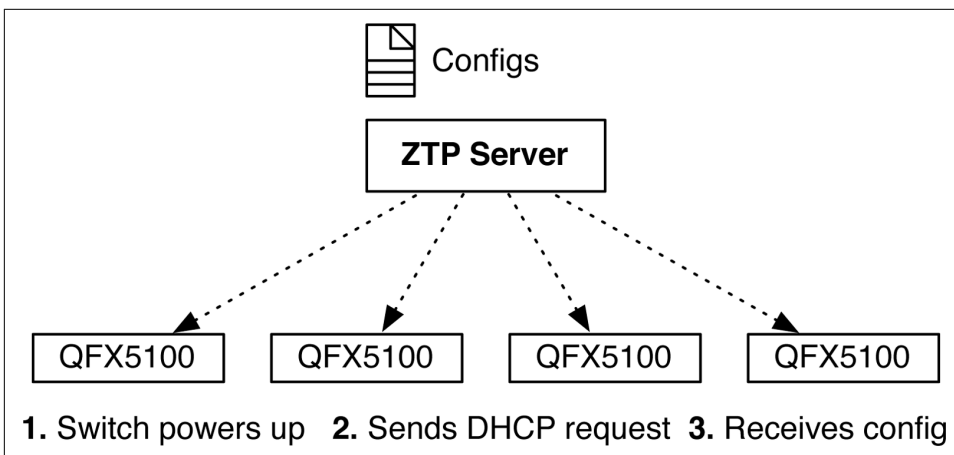 Configs
ZTP Server
QFX5100 QFX5100 QFX5100 QFX5100
1. Switch powers up 2. Sends DHCP request 3. Receives config